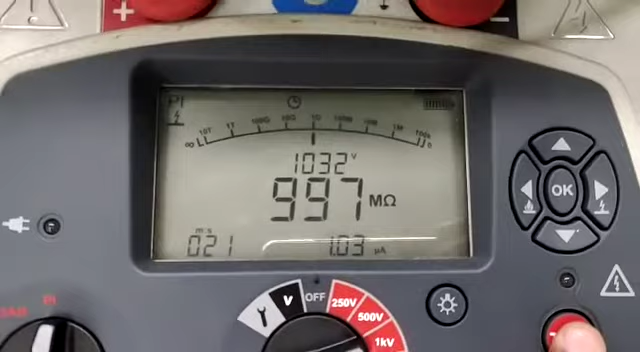 + −
PI
∞ 10T 1T 100G 10G 1G 100M 10M 1M 100k 0
1032 V
997 MΩ
m:s
021 1.03 µA
OK
PI
V OFF 250V
500V
1kV